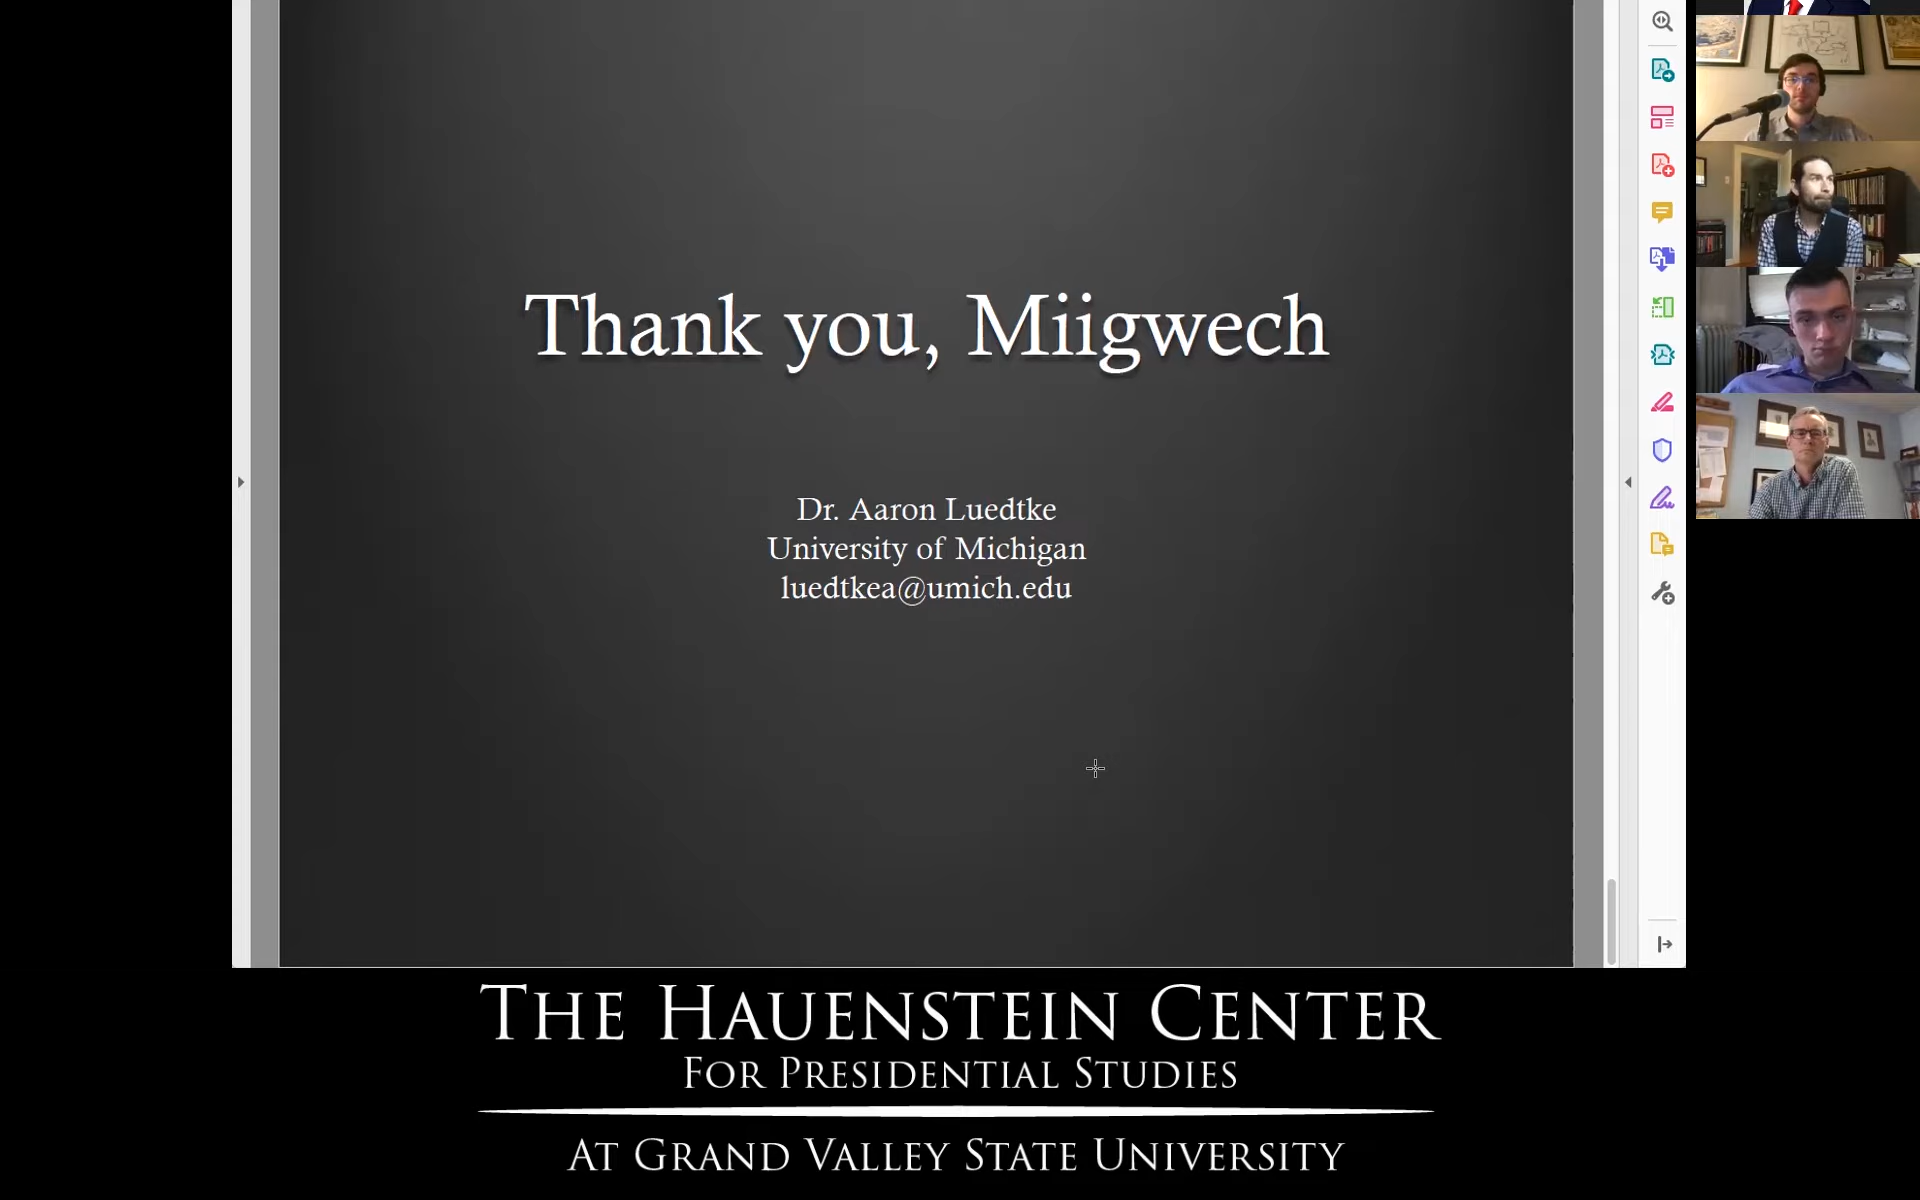 Thank you, Miigwech
Dr. Aaron Luedtke
University of Michigan
luedtkea@umich.edu
THE HAUENSTEIN CENTER
FOR PRESIDENTIAL STUDIES
AT GRAND VALLEY STATE UNIVERSITY